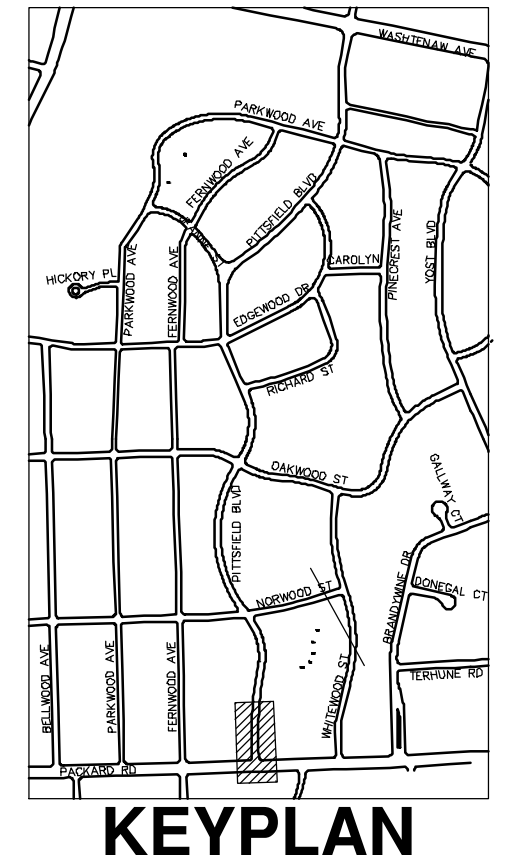 WASHTENAW AVE
PARKWOOD AVE
FERNWOOD AVE
PITTSFIELD BLVD
PINECREST AVE
YOST BLVD
CAROLYN
HICKORY PL
PARKWOOD AVE
FERNWOOD AVE
EDGEWOOD DR
RICHARD ST
OAKWOOD ST
GALLWAY CT
PITTSFIELD BLVD
NORWOOD ST
BRANDYWINE DR
DONEGAL CT
BELLWOOD AVE
PARKWOOD AVE
FERNWOOD AVE
WHITEWOOD ST
TERHUNE RD
PACKARD RD
KEYPLAN